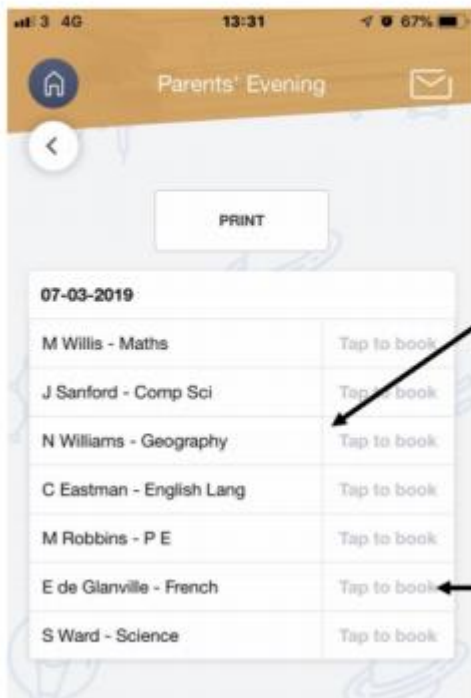 3 4G 13:31 67%
Parents' Evening
PRINT
07-03-2019
M Willis - Maths Tap to book
J Sanford - Comp Sci Tap to book
N Williams - Geography Tap to book
C Eastman - English Lang Tap to book
M Robbins - P E Tap to book
E de Glanville - French Tap to book
S Ward - Science Tap to book